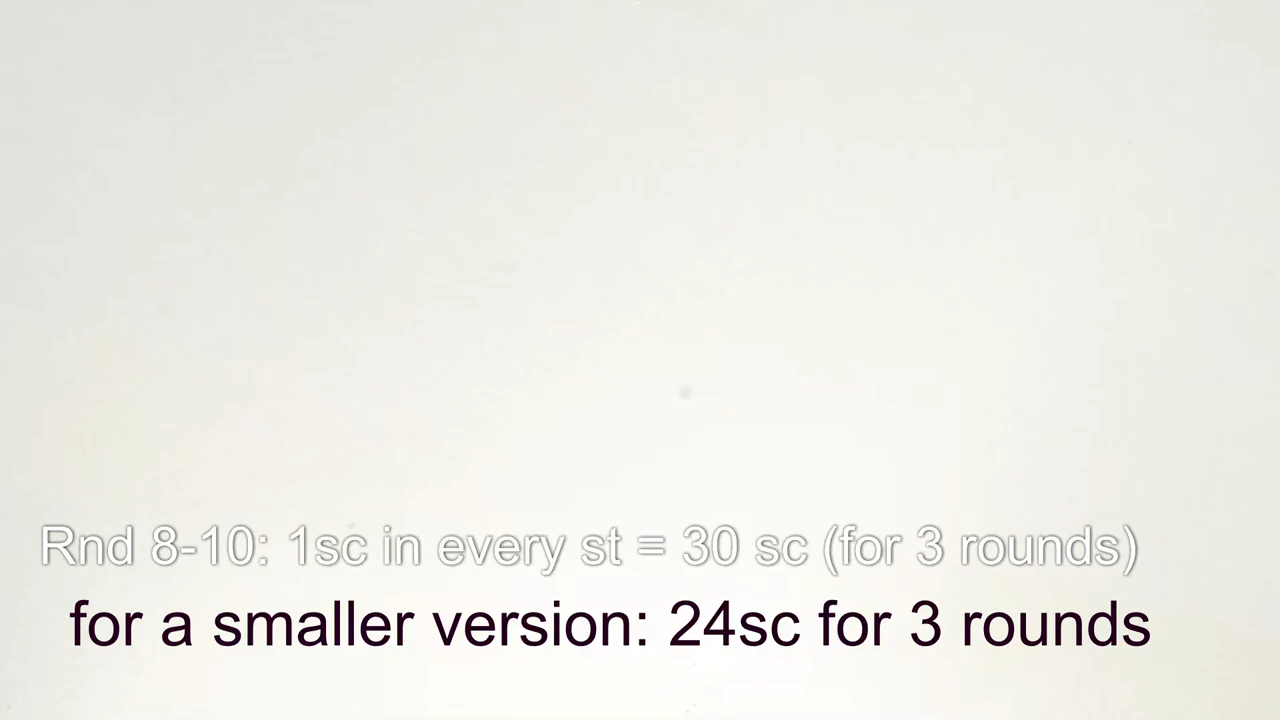 Rnd 8-10: 1sc in every st = 30 sc (for 3 rounds)
for a smaller version: 24sc for 3 rounds